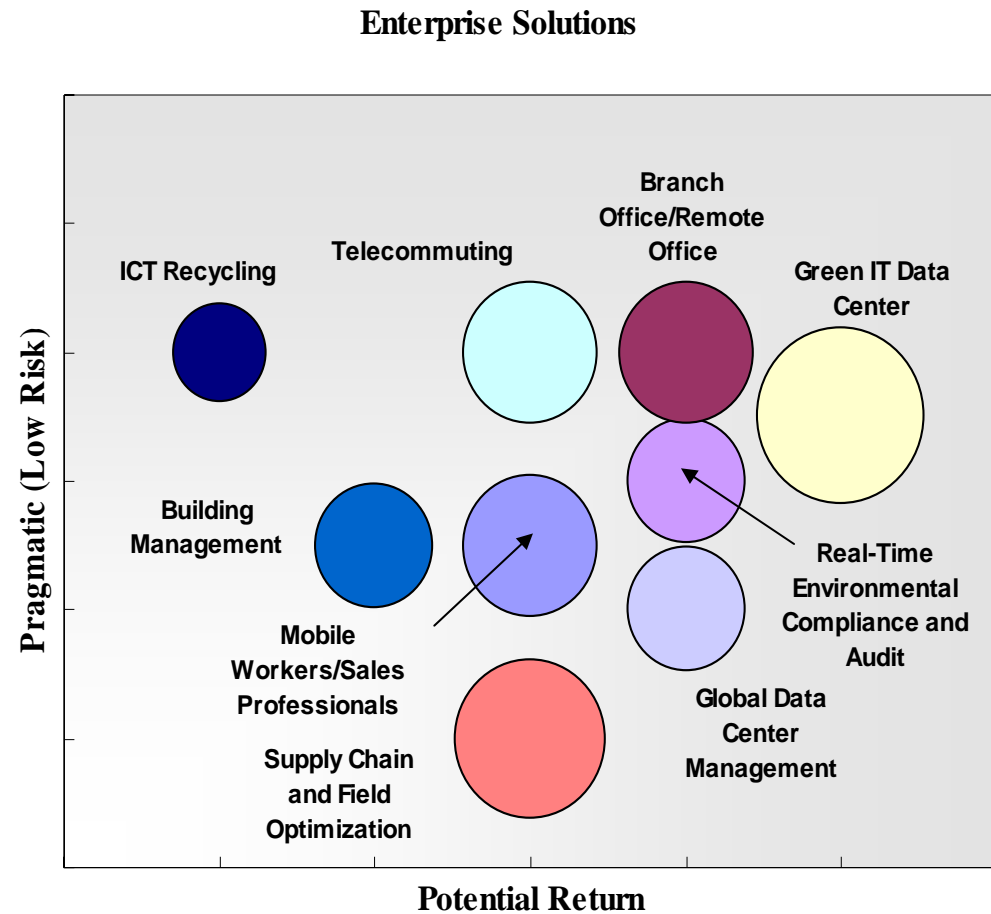 Enterprise Solutions
Branch
Office/Remote
Office
Telecommuting
ICT Recycling
Green IT Data
Center
Pragmatic (Low Risk)
Building
Management
Real-Time
Environmental
Compliance and
Audit
Mobile
Workers/Sales
Professionals
Global Data
Center
Management
Supply Chain
and Field
Optimization
Potential Return